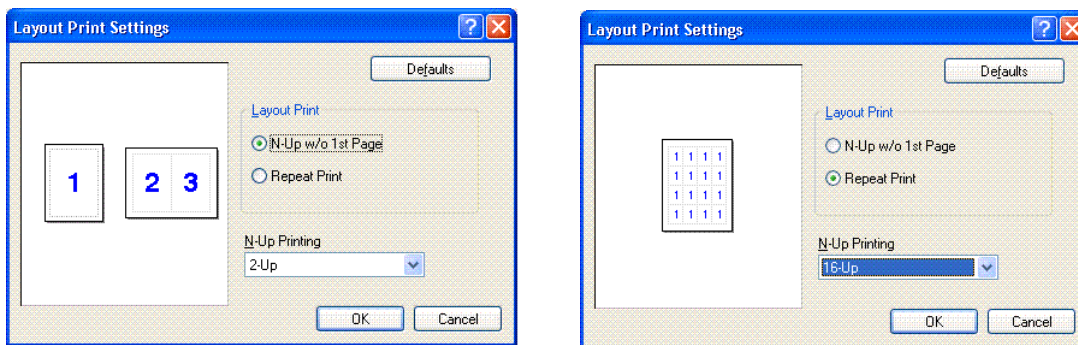 Layout Print Settings
?
Defaults
Layout Print
N-Up w/o 1st Page
Repeat Print
1
2 3
N-Up Printing
2-Up
OK Cancel
Layout Print Settings
?
Defaults
Layout Print
N-Up w/o 1st Page
Repeat Print
1 1 1 1
1 1 1 1
1 1 1 1
1 1 1 1
N-Up Printing
16-Up
OK Cancel